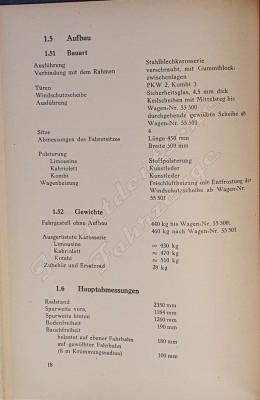 1.5 Aufbau
1.51 Bauart
Ausführung Stahlblechkarosserie
Verbindung mit dem Rahmen verschraubt, mit Gummiblock-
zwischenlagen
Türen PKW 2, Kombi 3
Windschutzscheibe Sicherheitsglas, 4,5 mm dick
Ausführung Keilscheiben mit Mittelsteg bis
Wagen-Nr. 55 500
durchgehende gewölbte Scheibe ab
Wagen-Nr. 55 501
Sitze 4
Abmessungen des Fahrersitzes Länge 450 mm
Breite 500 mm
Polsterung
Limousine Stoffpolsterung
Kabriolett Kunstleder
Kombi Kunstleder
Wagenheizung Frischluftheizung mit Entfrostung der
Windschutzscheibe ab Wagen-Nr.
55 501
1.52 Gewichte
Fahrgestell ohne Aufbau 440 kg bis Wagen-Nr. 55 500;
460 kg nach Wagen-Nr. 55 501
Ausgerüstete Karosserie
Limousine ≈ 430 kg
Kabriolett ≈ 470 kg
Kombi ≈ 510 kg
Zubehör und Ersatzrad 28 kg
1.6 Hauptabmessungen
Radstand 2350 mm
Spurweite vorn, 1184 mm
Spurweite hinten 1260 mm
Bodenfreiheit 190 mm
Bauchfreiheit
belastet auf ebener Fahrbahn 180 mm
auf gewölbter Fahrbahn
(8 m Krümmungsradius) 100 mm
18